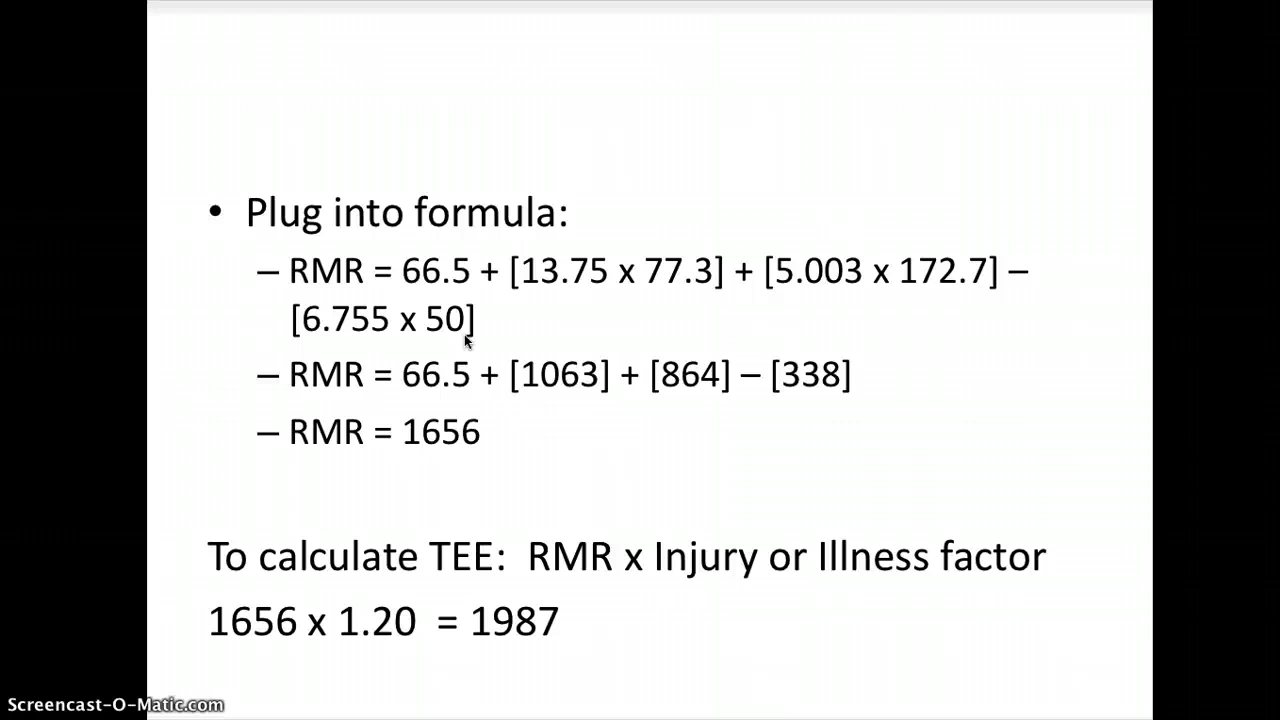 • Plug into formula:
– RMR = 66.5 + [13.75 x 77.3] + [5.003 x 172.7] –
[6.755 x 50]
– RMR = 66.5 + [1063] + [864] – [338]
– RMR = 1656
To calculate TEE:  RMR x Injury or Illness factor
1656 x 1.20  = 1987
Screencast-O-Matic.com